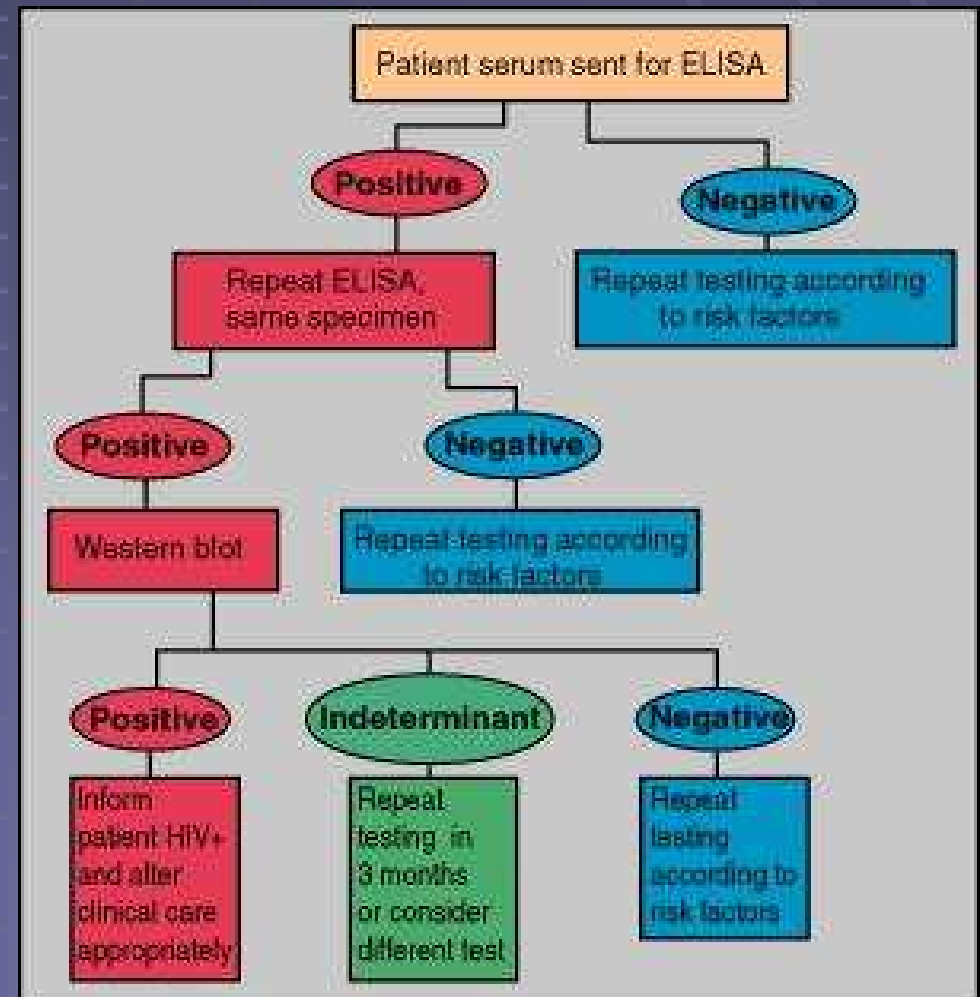 Patient serum sent for ELISA
Positive
Negative
Repeat ELISA,
same specimen
Repeat testing according
to risk factors
Positive
Negative
Western blot
Repeat testing according
to risk factors
Positive
Indeterminant
Negative
Inform
patient HIV+
and alter
clinical care
appropriately
Repeat
testing in
3 months
or consider
different test
Repeat
testing
according to
risk factors